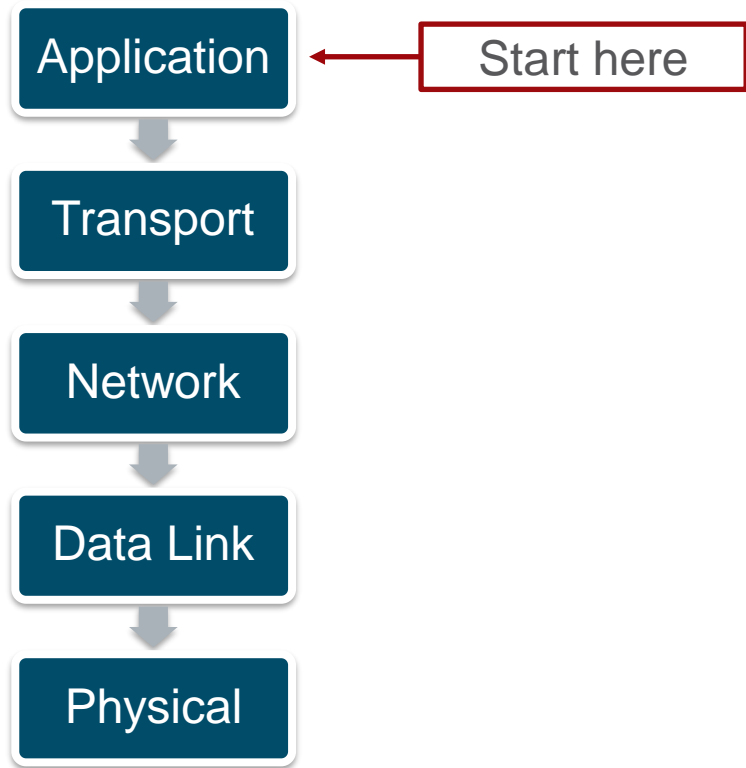 Application
Start here
Transport
Network
Data Link
Physical